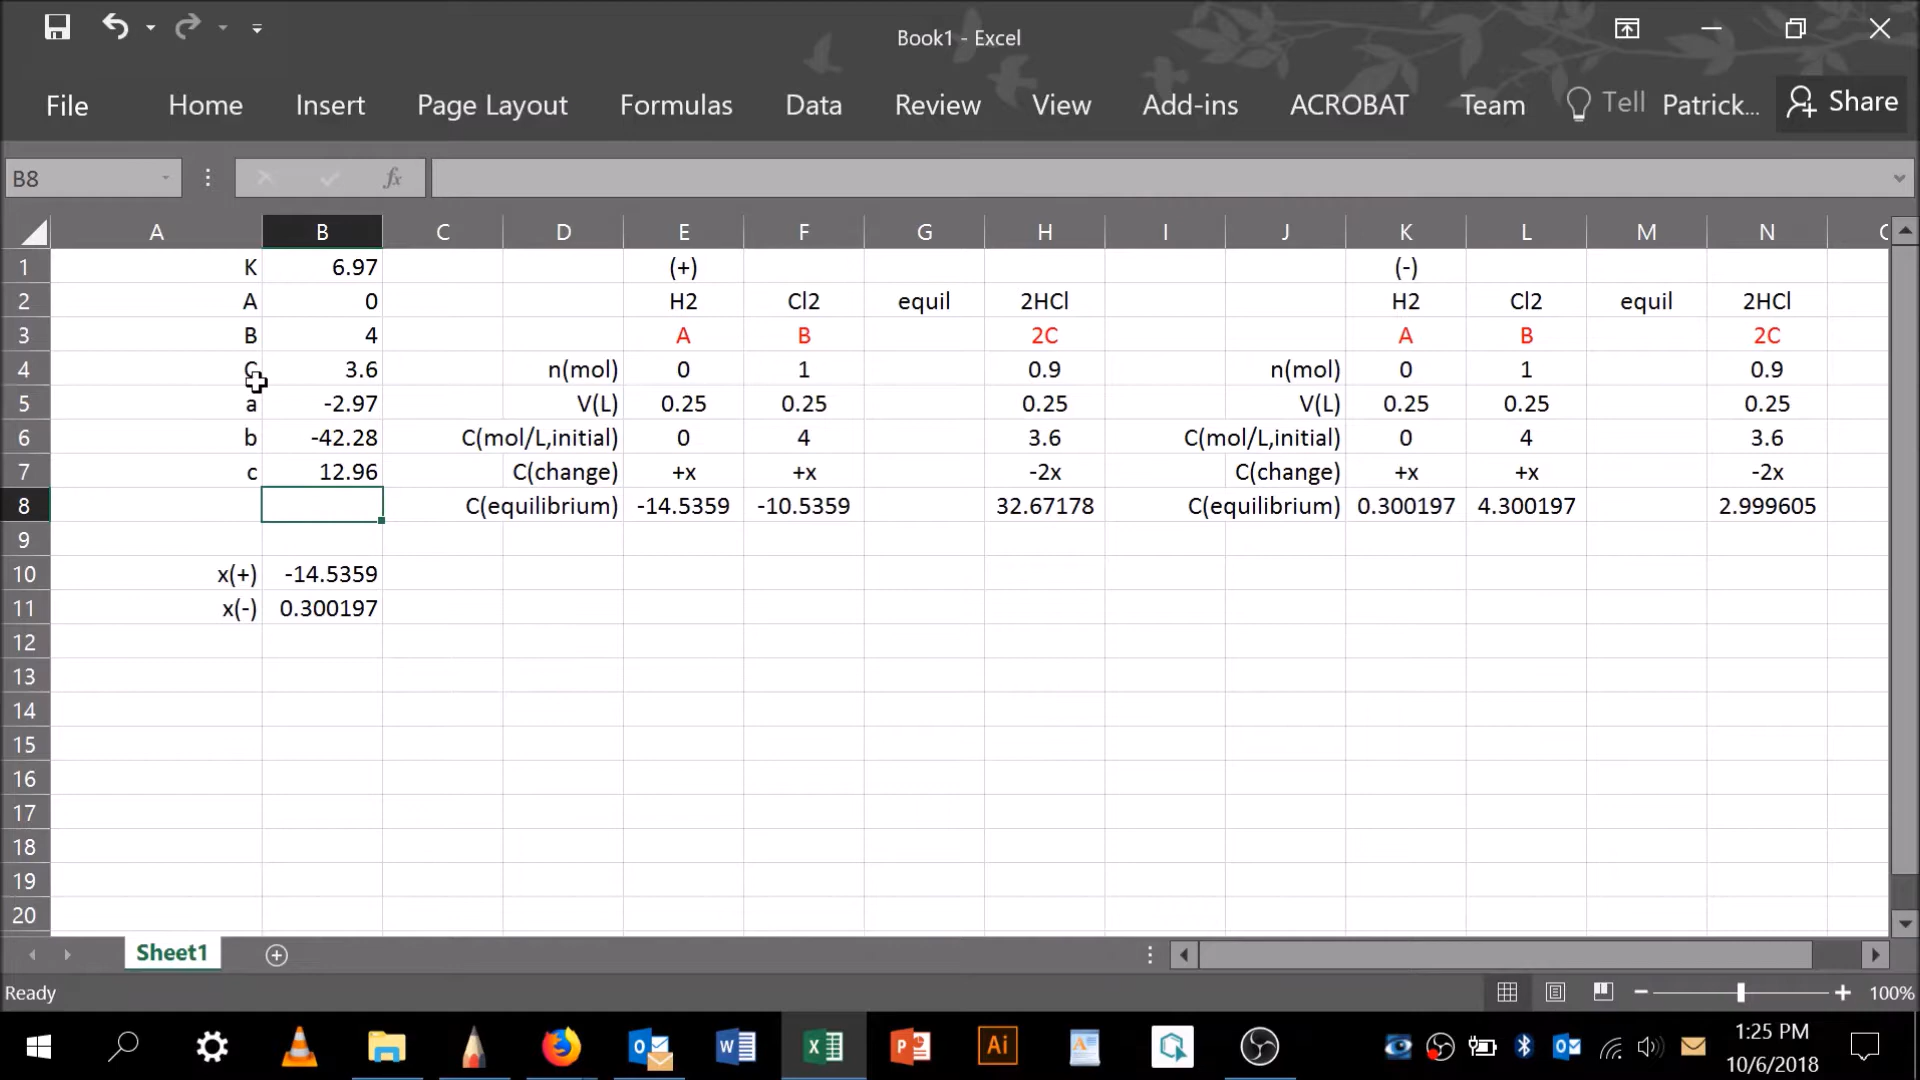 Book1 - Excel
File Home Insert Page Layout Formulas Data Review View Add-ins ACROBAT Team Tell Patrick... Share
B8 fx
A B C D E F G H I J K L M N
1 K 6.97 (+) (-)
2 A 0 H2 Cl2 equil 2HCl H2 Cl2 equil 2HCl
3 B 4 A B 2C A B 2C
4 C 3.6 n(mol) 0 1 0.9 n(mol) 0 1 0.9
5 a -2.97 V(L) 0.25 0.25 0.25 V(L) 0.25 0.25 0.25
6 b -42.28 C(mol/L,initial) 0 4 3.6 C(mol/L,initial) 0 4 3.6
7 c 12.96 C(change) +x +x -2x C(change) +x +x -2x
8 C(equilibrium) -14.5359 -10.5359 32.67178 C(equilibrium) 0.300197 4.300197 2.999605
9
10 x(+) -14.5359
11 x(-) 0.300197
12
13
14
15
16
17
18
19
20
Sheet1
Ready 100%
1:25 PM
10/6/2018